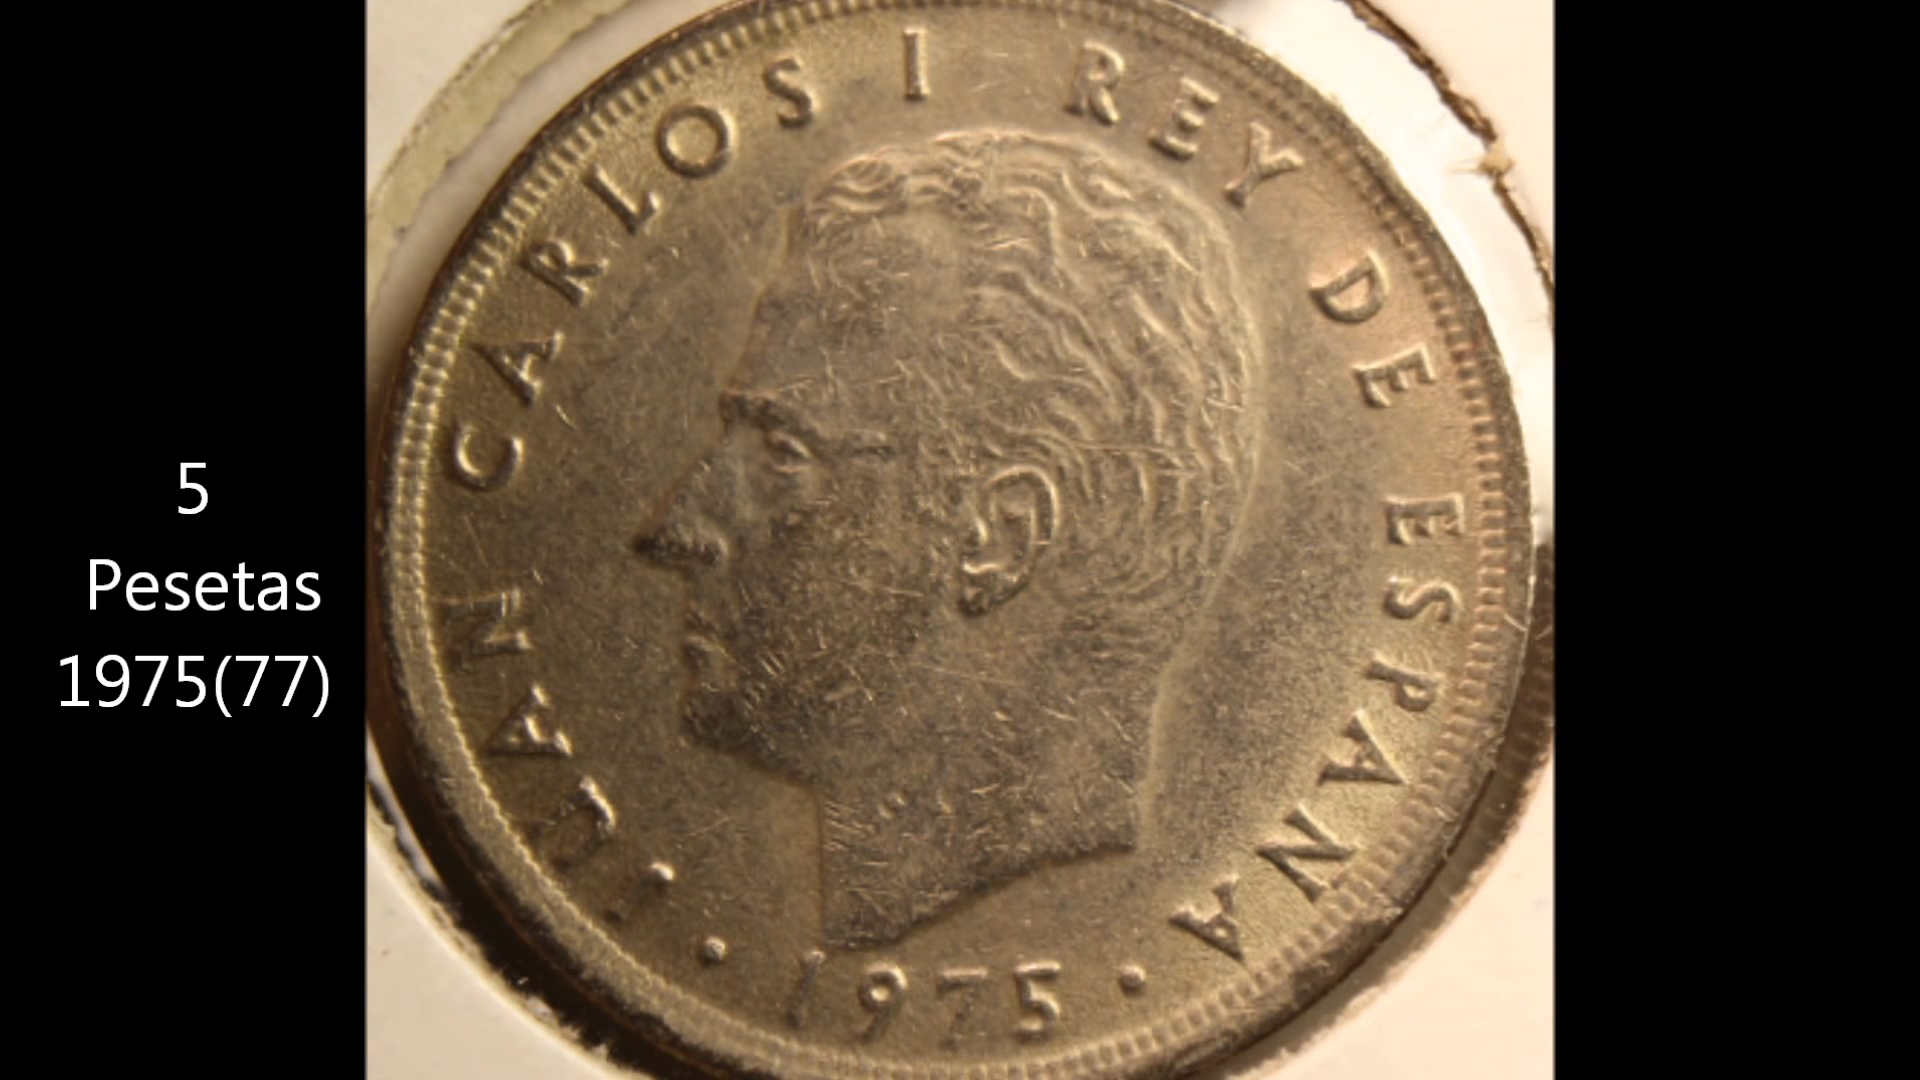 5
Pesetas
1975(77)
JUAN CARLOS I REY DE ESPAÑA
· 1975 ·